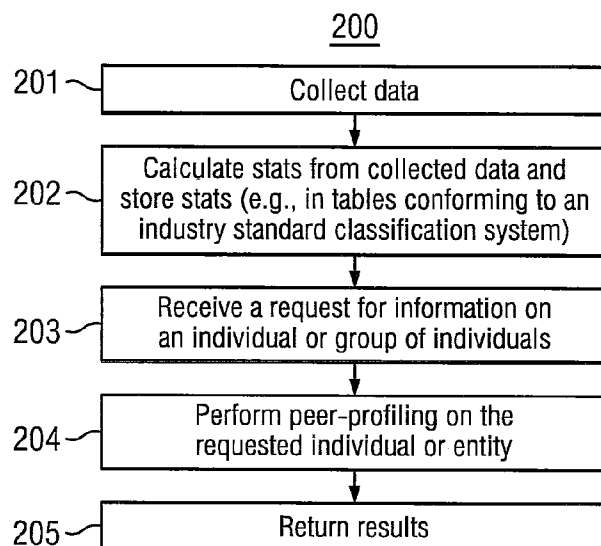 200
201
Collect data
202
Calculate stats from collected data and
store stats (e.g., in tables conforming to an
industry standard classification system)
203
Receive a request for information on
an individual or group of individuals
204
Perform peer-profiling on the
requested individual or entity
205
Return results